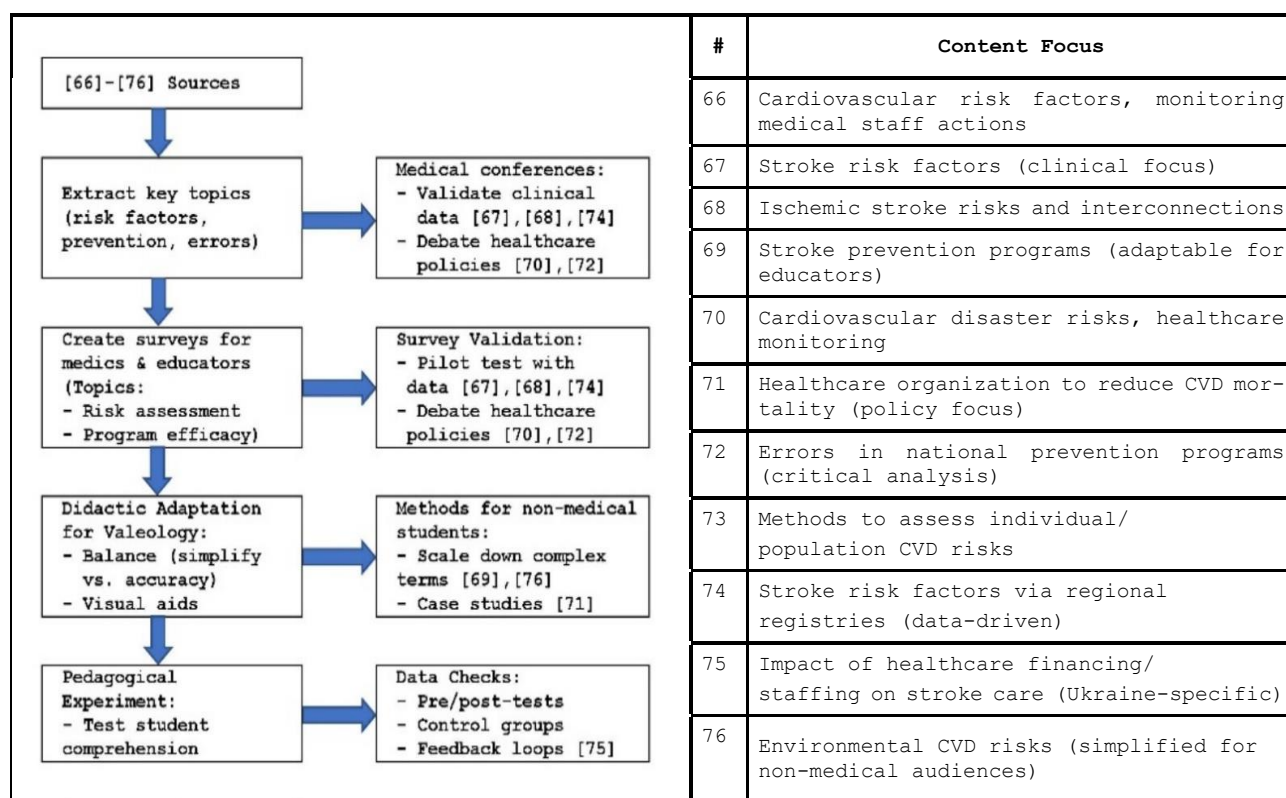 [66]-[76] Sources
Extract key topics
(risk factors,
prevention, errors)
Medical conferences:
- Validate clinical
data [67],[68],[74]
- Debate healthcare
policies [70],[72]
Create surveys for
medics & educators
(Topics:
- Risk assessment
- Program efficacy)
Survey Validation:
- Pilot test with
data [67],[68],[74]
- Debate healthcare
policies [70],[72]
Didactic Adaptation
for Valeology:
- Balance (simplify
vs. accuracy)
- Visual aids
Methods for non-medical
students:
- Scale down complex
terms [69],[76]
- Case studies [71]
Pedagogical
Experiment:
- Test student
comprehension
Data Checks:
- Pre/post-tests
- Control groups
- Feedback loops [75]
# Content Focus
66 Cardiovascular risk factors, monitoring
medical staff actions
67 Stroke risk factors (clinical focus)
68 Ischemic stroke risks and interconnections
69 Stroke prevention programs (adaptable for
educators)
70 Cardiovascular disaster risks, healthcare
monitoring
71 Healthcare organization to reduce CVD mor-
tality (policy focus)
72 Errors in national prevention programs
(critical analysis)
73 Methods to assess individual/
population CVD risks
74 Stroke risk factors via regional
registries (data-driven)
75 Impact of healthcare financing/
staffing on stroke care (Ukraine-specific)
76 Environmental CVD risks (simplified for
non-medical audiences)